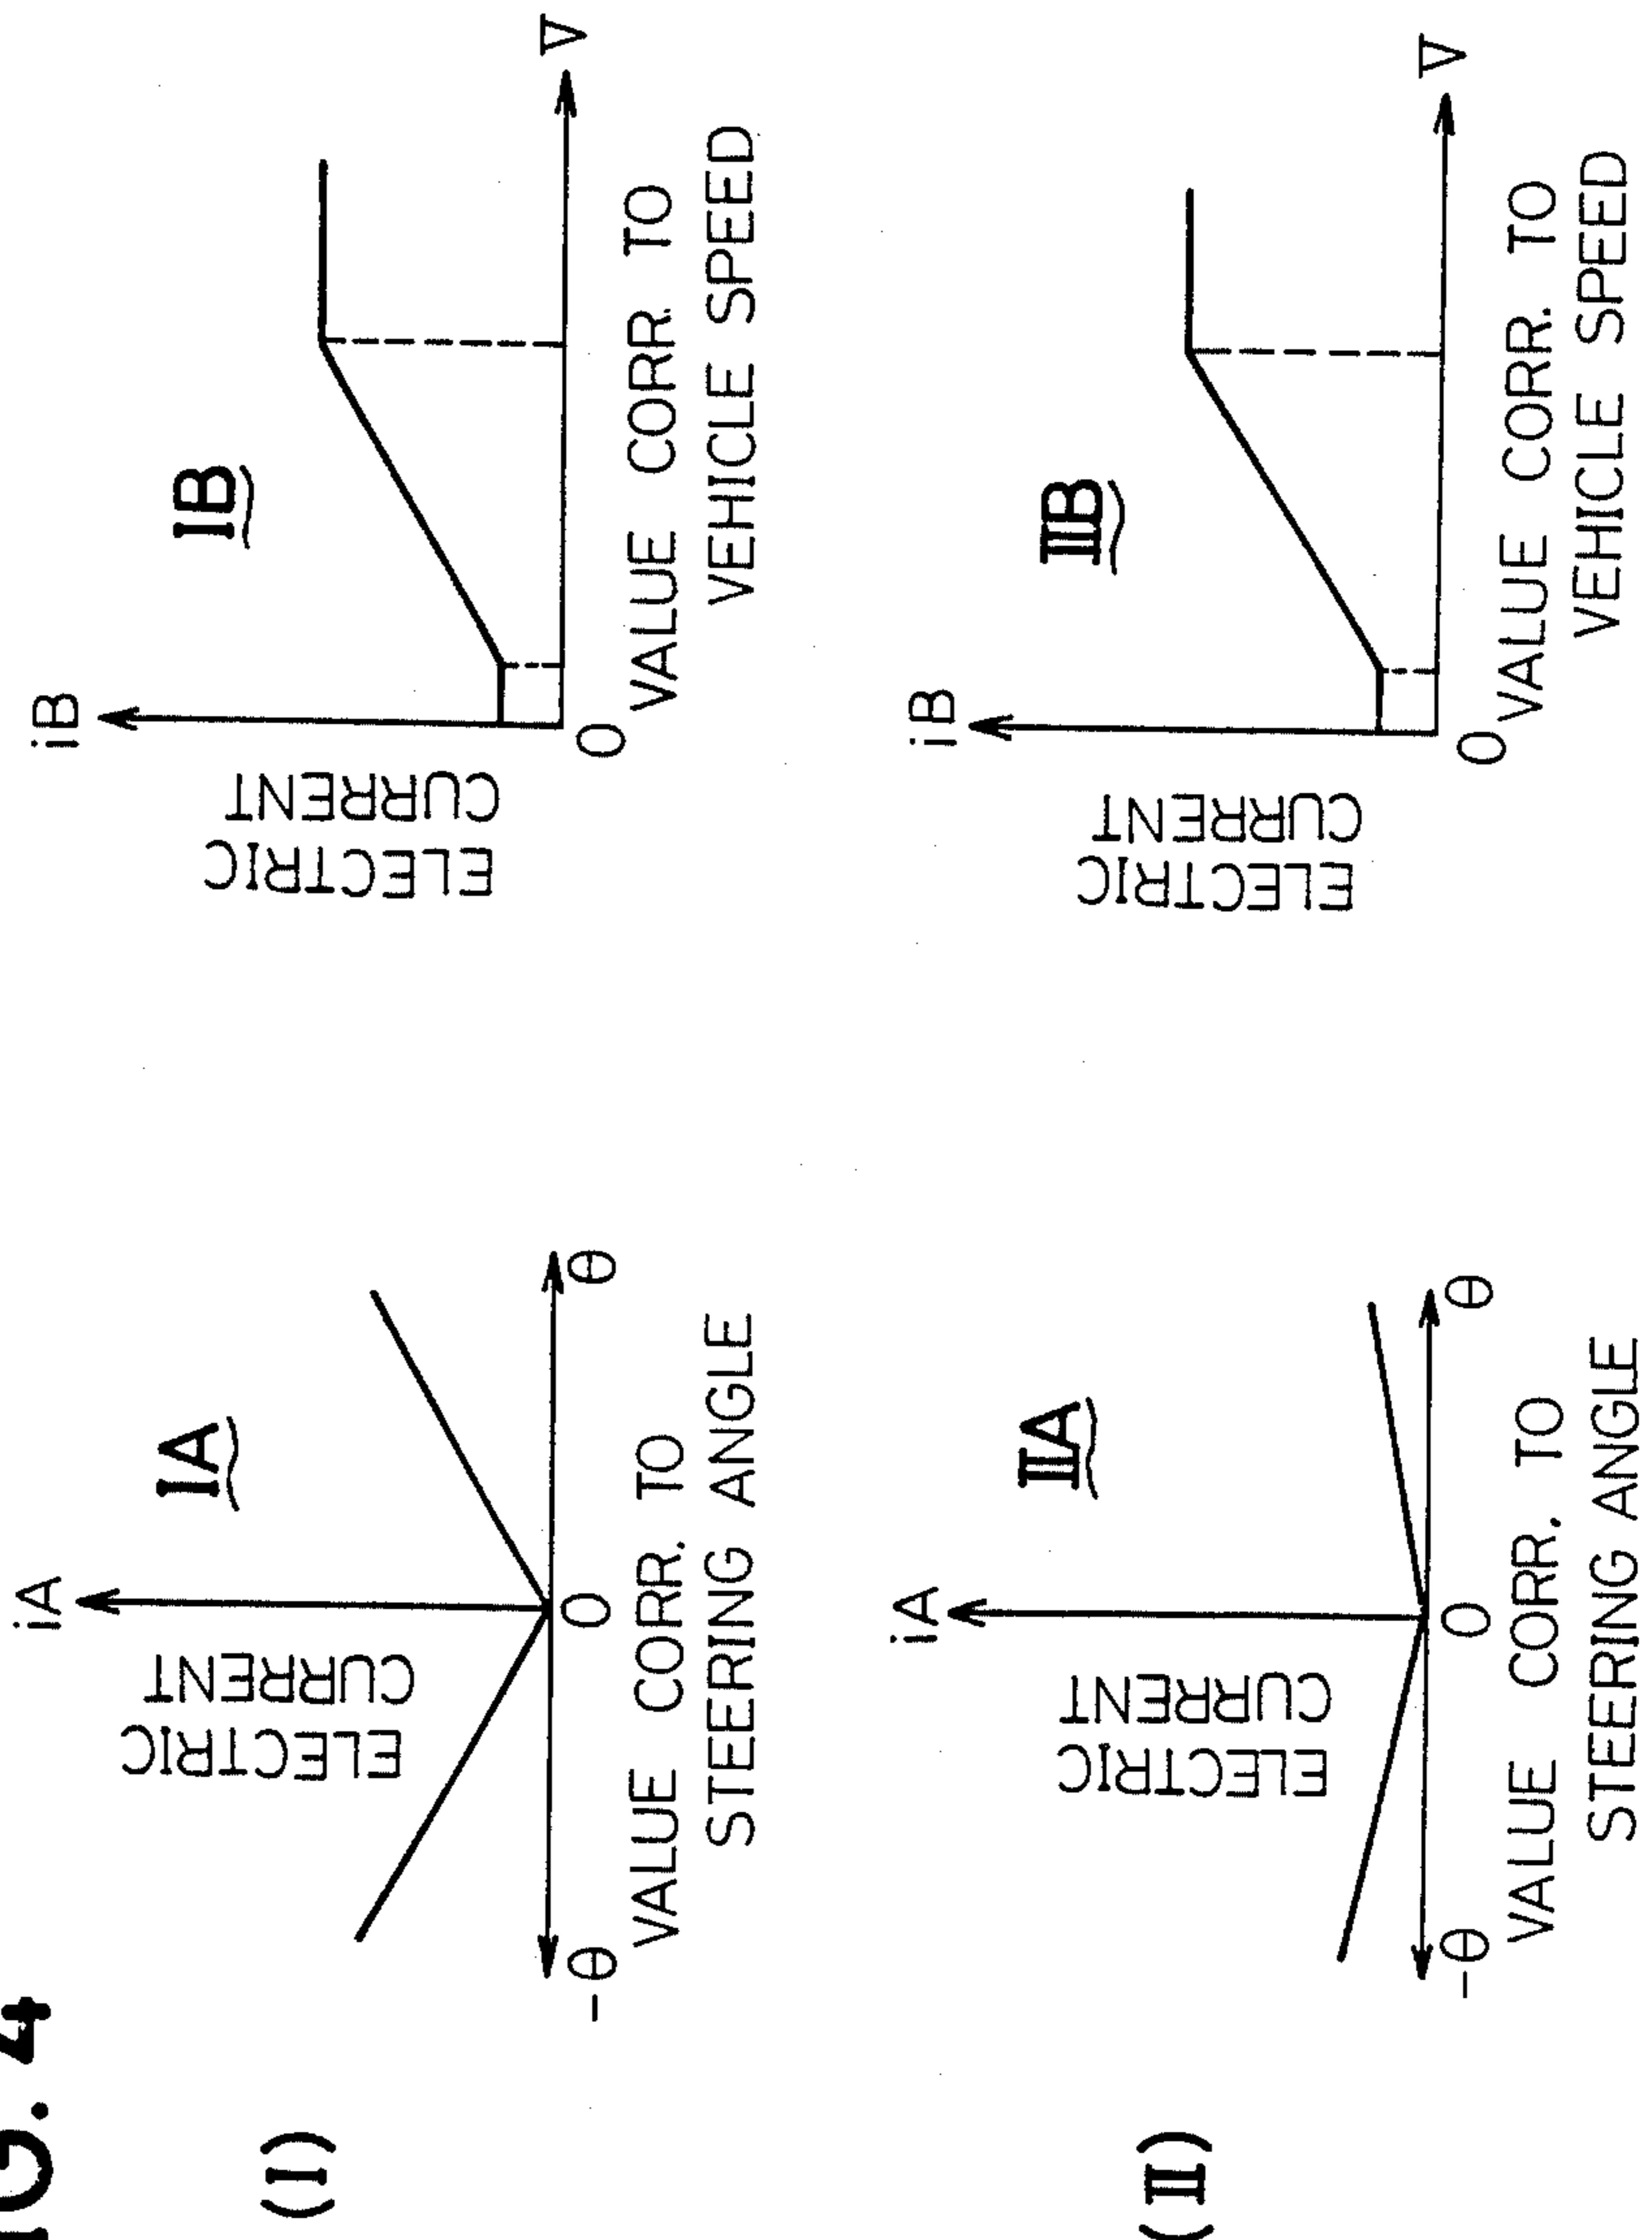 FIG. 4
(I)
iA
ELECTRIC
CURRENT
IA
-θ
0
θ
VALUE CORR. TO
STEERING ANGLE
iB
ELECTRIC
CURRENT
IB
0
V
VALUE CORR. TO
VEHICLE SPEED
(II)
iA
ELECTRIC
CURRENT
IIA
-θ
0
θ
VALUE CORR. TO
STEERING ANGLE
iB
ELECTRIC
CURRENT
IIB
0
V
VALUE CORR. TO
VEHICLE SPEED